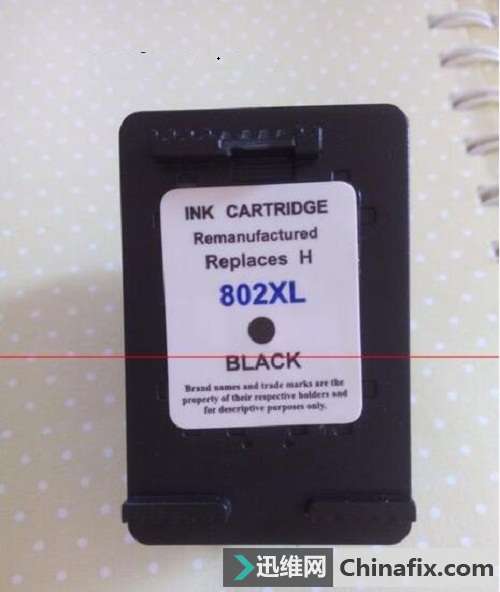 INK CARTRIDGE
Remanufactured
Replaces H
802XL
BLACK
Brand names and trade marks are the
property of their respective holders and
for descriptive purposes only.
迅维网 Chinafix.com